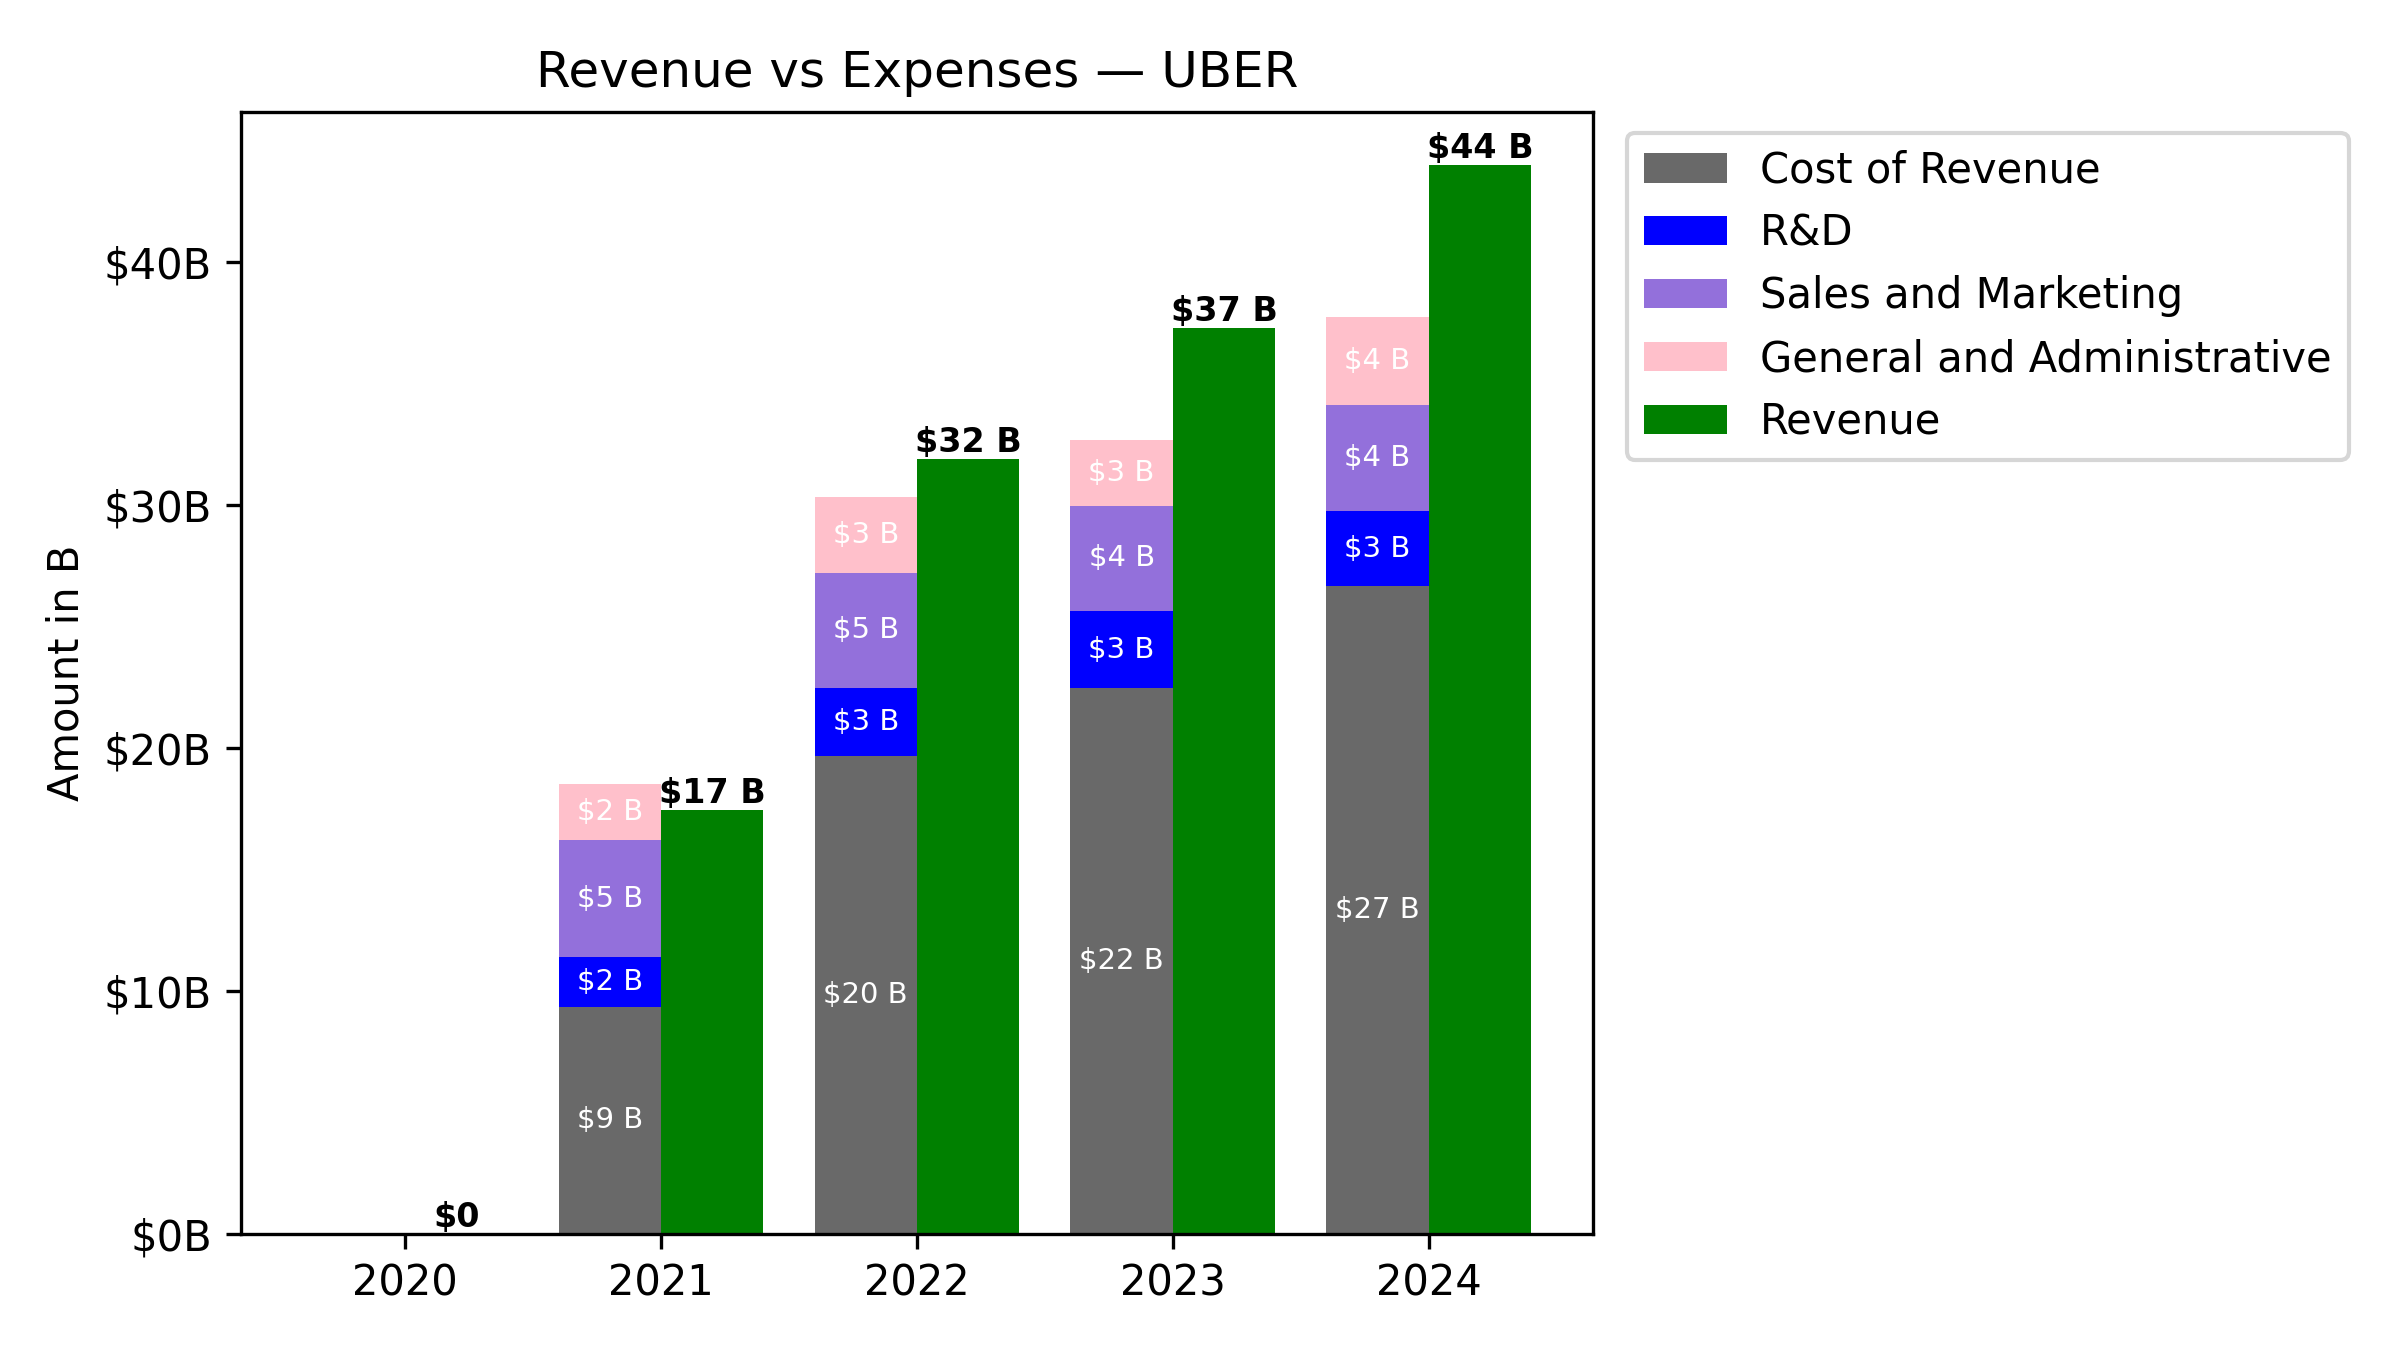 Revenue vs Expenses — UBER
Amount in B
$40B
$30B
$20B
$10B
$0B
$0
$2 B
$5 B
$2 B
$9 B
$17 B
$3 B
$5 B
$3 B
$20 B
$32 B
$3 B
$4 B
$3 B
$22 B
$37 B
$4 B
$4 B
$3 B
$27 B
$44 B
2020
2021
2022
2023
2024
Cost of Revenue
R&D
Sales and Marketing
General and Administrative
Revenue